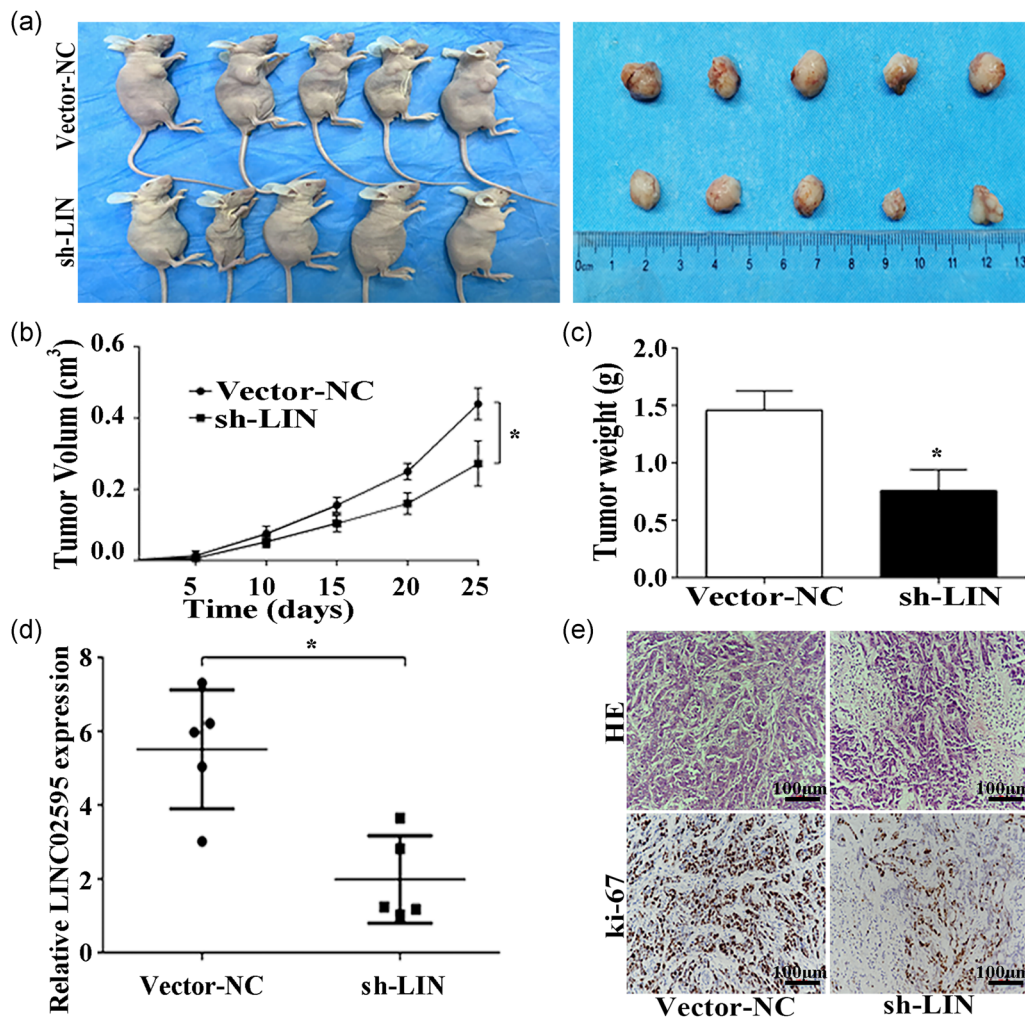 (a)
Vector-NC
sh-LIN
0cm 1 2 3 4 5 6 7 8 9 10 11 12 13
(b)
Tumor Volum (cm³)
0.6
0.4
0.2
0.0
Vector-NC
sh-LIN
*
5 10 15 20 25
Time (days)
(c)
Tumor weight (g)
2.0
1.5
1.0
0.5
0.0
*
Vector-NC sh-LIN
(d)
Relative LINC02595 expression
8
6
4
2
0
*
Vector-NC sh-LIN
(e)
HE
100μm 100μm
ki-67
100μm 100μm
Vector-NC sh-LIN